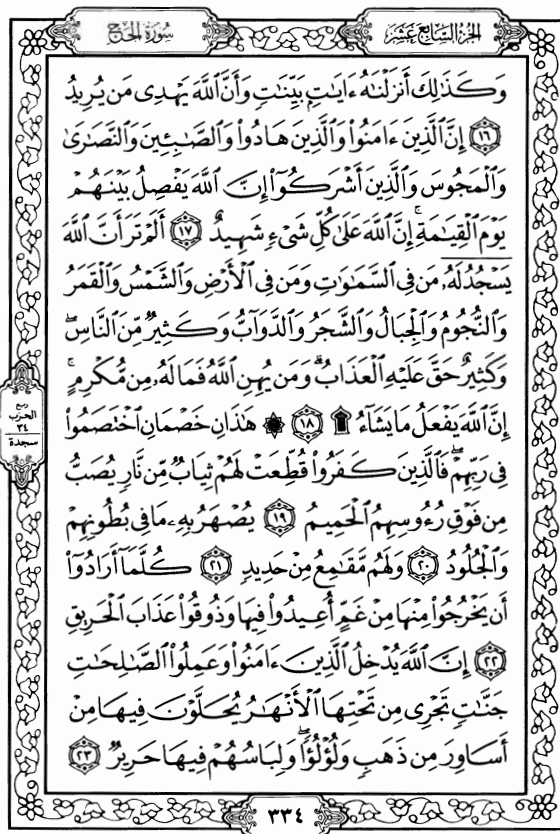 الجزء السابع عشر
سورة الحج
وَكَذَٰلِكَ أَنزَلْنَٰهُ ءَايَٰتٍۭ بَيِّنَٰتٍ وَأَنَّ ٱللَّهَ يَهْدِى مَن يُرِيدُ
١٦ إِنَّ ٱلَّذِينَ ءَامَنُوا۟ وَٱلَّذِينَ هَادُوا۟ وَٱلصَّٰبِـِٔينَ وَٱلنَّصَٰرَىٰ
وَٱلْمَجُوسَ وَٱلَّذِينَ أَشْرَكُوٓا۟ إِنَّ ٱللَّهَ يَفْصِلُ بَيْنَهُمْ
يَوْمَ ٱلْقِيَٰمَةِ ۚ إِنَّ ٱللَّهَ عَلَىٰ كُلِّ شَىْءٍ شَهِيدٌ ١٧ أَلَمْ تَرَ أَنَّ ٱللَّهَ
يَسْجُدُ لَهُۥ مَن فِى ٱلسَّمَٰوَٰتِ وَمَن فِى ٱلْأَرْضِ وَٱلشَّمْسُ وَٱلْقَمَرُ
وَٱلنُّجُومُ وَٱلْجِبَالُ وَٱلشَّجَرُ وَٱلدَّوَآبُّ وَكَثِيرٌ مِّنَ ٱلنَّاسِ ۖ
وَكَثِيرٌ حَقَّ عَلَيْهِ ٱلْعَذَابُ ۗ وَمَن يُهِنِ ٱللَّهُ فَمَا لَهُۥ مِن مُّكْرِمٍ ۚ
إِنَّ ٱللَّهَ يَفْعَلُ مَا يَشَآءُ ۩ ١٨ ۞ هَٰذَانِ خَصْمَانِ ٱخْتَصَمُوا۟
فِى رَبِّهِمْ ۖ فَٱلَّذِينَ كَفَرُوا۟ قُطِّعَتْ لَهُمْ ثِيَابٌ مِّن نَّارٍ يُصَبُّ
مِن فَوْقِ رُءُوسِهِمُ ٱلْحَمِيمُ ١٩ يُصْهَرُ بِهِۦ مَا فِى بُطُونِهِمْ
وَٱلْجُلُودُ ٢٠ وَلَهُم مَّقَٰمِعُ مِنْ حَدِيدٍ ٢١ كُلَّمَآ أَرَادُوٓا۟
أَن يَخْرُجُوا۟ مِنْهَا مِنْ غَمٍّ أُعِيدُوا۟ فِيهَا وَذُوقُوا۟ عَذَابَ ٱلْحَرِيقِ
٢٢ إِنَّ ٱللَّهَ يُدْخِلُ ٱلَّذِينَ ءَامَنُوا۟ وَعَمِلُوا۟ ٱلصَّٰلِحَٰتِ
جَنَّٰتٍ تَجْرِى مِن تَحْتِهَا ٱلْأَنْهَٰرُ يُحَلَّوْنَ فِيهَا مِنْ
أَسَاوِرَ مِن ذَهَبٍ وَلُؤْلُؤًا ۖ وَلِبَاسُهُمْ فِيهَا حَرِيرٌ ٢٣
ربع
الحزب
٣٤
سجدة
٣٣٤